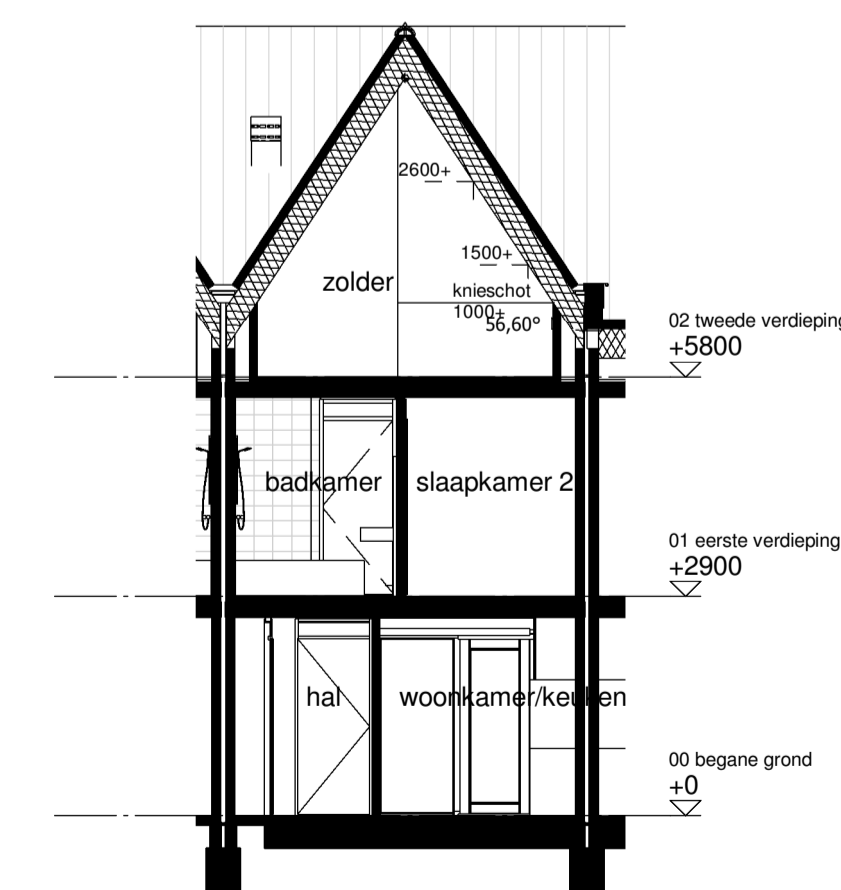 2600+
1500+
zolder
knieschot
1000+
56,60°
02 tweede verdieping
+5800
badkamer
slaapkamer 2
01 eerste verdieping
+2900
hal
woonkamer/keuken
00 begane grond
+0